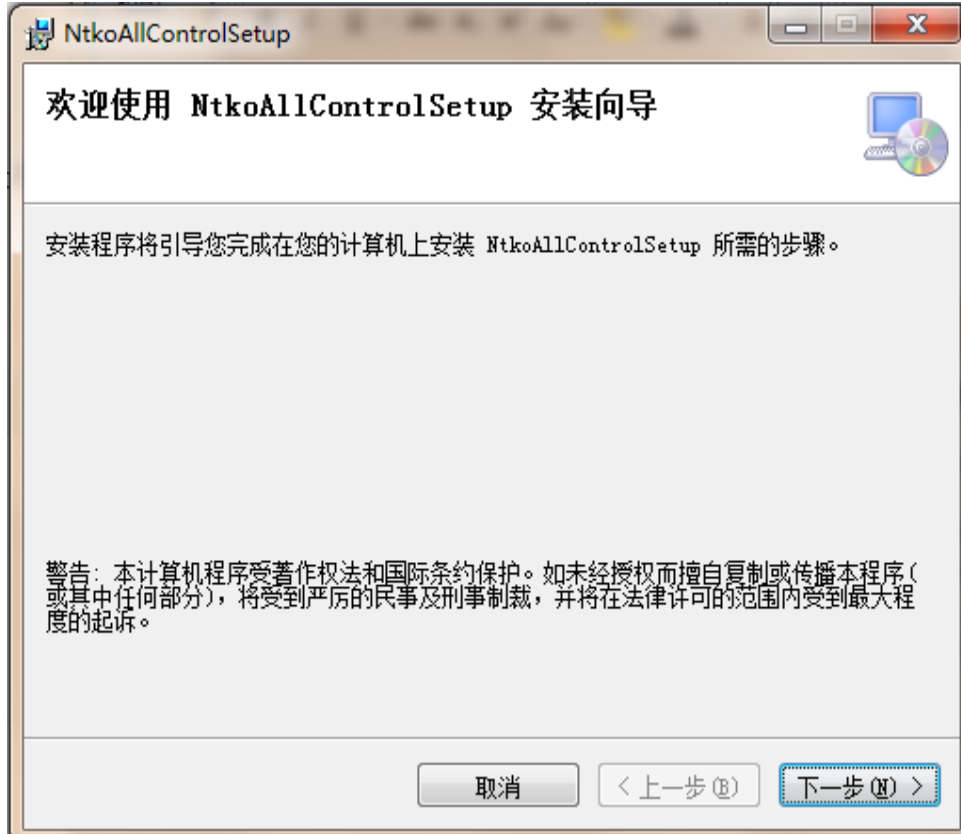 NtkoAllControlSetup
欢迎使用 NtkoAllControlSetup 安装向导
安装程序将引导您完成在您的计算机上安装 NtkoAllControlSetup 所需的步骤。
警告: 本计算机程序受著作权法和国际条约保护。如未经授权而擅自复制或传播本程序(
或其中任何部分)，将受到严厉的民事及刑事制裁，并将在法律许可的范围内受到最大程
度的起诉。
取消 < 上一步(B) 下一步(N) >